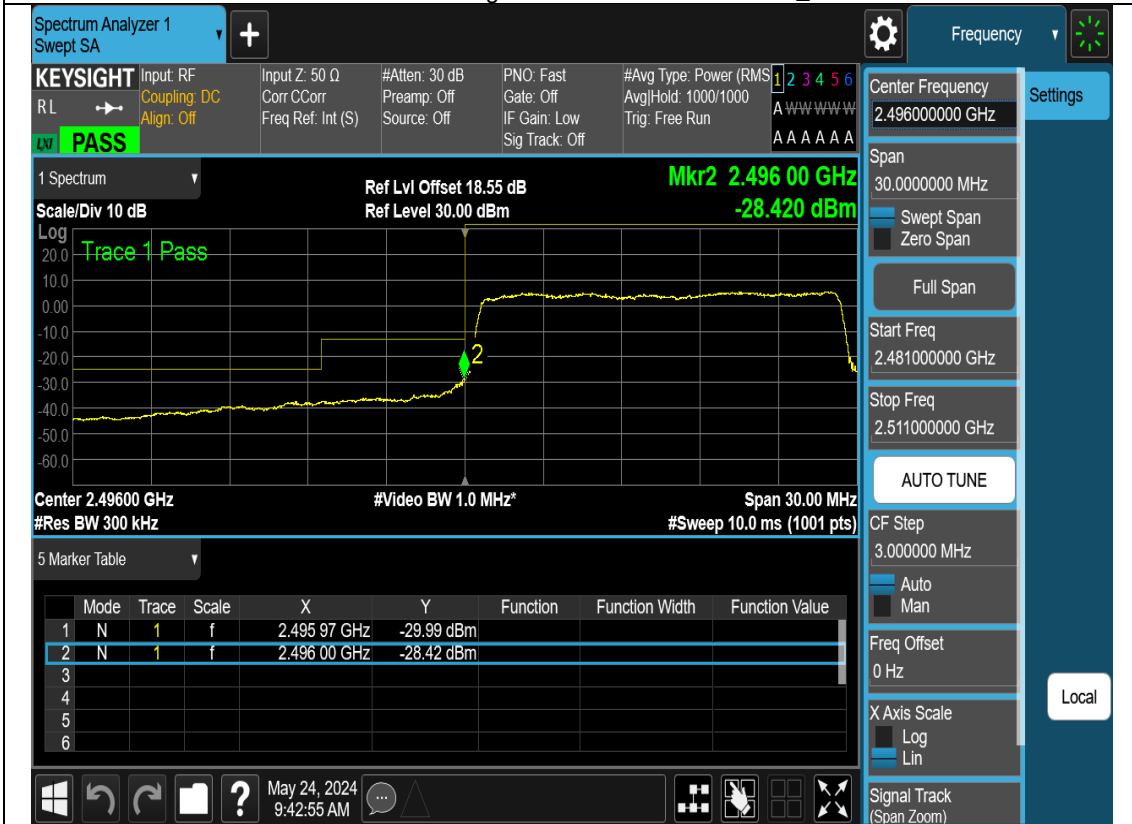 Spectrum Analyzer 1
Swept SA
+
Frequency
KEYSIGHT
R L
LXI PASS
Input: RF
Coupling: DC
Align: Off
Input Z: 50 Ω
Corr CCorr
Freq Ref: Int (S)
#Atten: 30 dB
Preamp: Off
Source: Off
PNO: Fast
Gate: Off
IF Gain: Low
Sig Track: Off
#Avg Type: Power (RMS
Avg|Hold: 1000/1000
Trig: Free Run
1 2 3 4 5 6
A W W W W W
A A A A A A
1 Spectrum
Scale/Div 10 dB
Ref Lvl Offset 18.55 dB
Ref Level 30.00 dBm
Mkr2 2.496 00 GHz
-28.420 dBm
Log
Trace 1 Pass
20.0
10.0
0.00
-10.0
-20.0
-30.0
-40.0
-50.0
-60.0
2
Center 2.49600 GHz
#Res BW 300 kHz
#Video BW 1.0 MHz*
Span 30.00 MHz
#Sweep 10.0 ms (1001 pts)
5 Marker Table
Mode Trace Scale X Y Function Function Width Function Value
1 N 1 f 2.495 97 GHz -29.99 dBm
2 N 1 f 2.496 00 GHz -28.42 dBm
3
4
5
6
?
May 24, 2024
9:42:55 AM
Center Frequency
2.496000000 GHz
Settings
Span
30.0000000 MHz
Swept Span
Zero Span
Full Span
Start Freq
2.481000000 GHz
Stop Freq
2.511000000 GHz
AUTO TUNE
CF Step
3.000000 MHz
Auto
Man
Freq Offset
0 Hz
X Axis Scale
Log
Lin
Signal Track
(Span Zoom)
Local